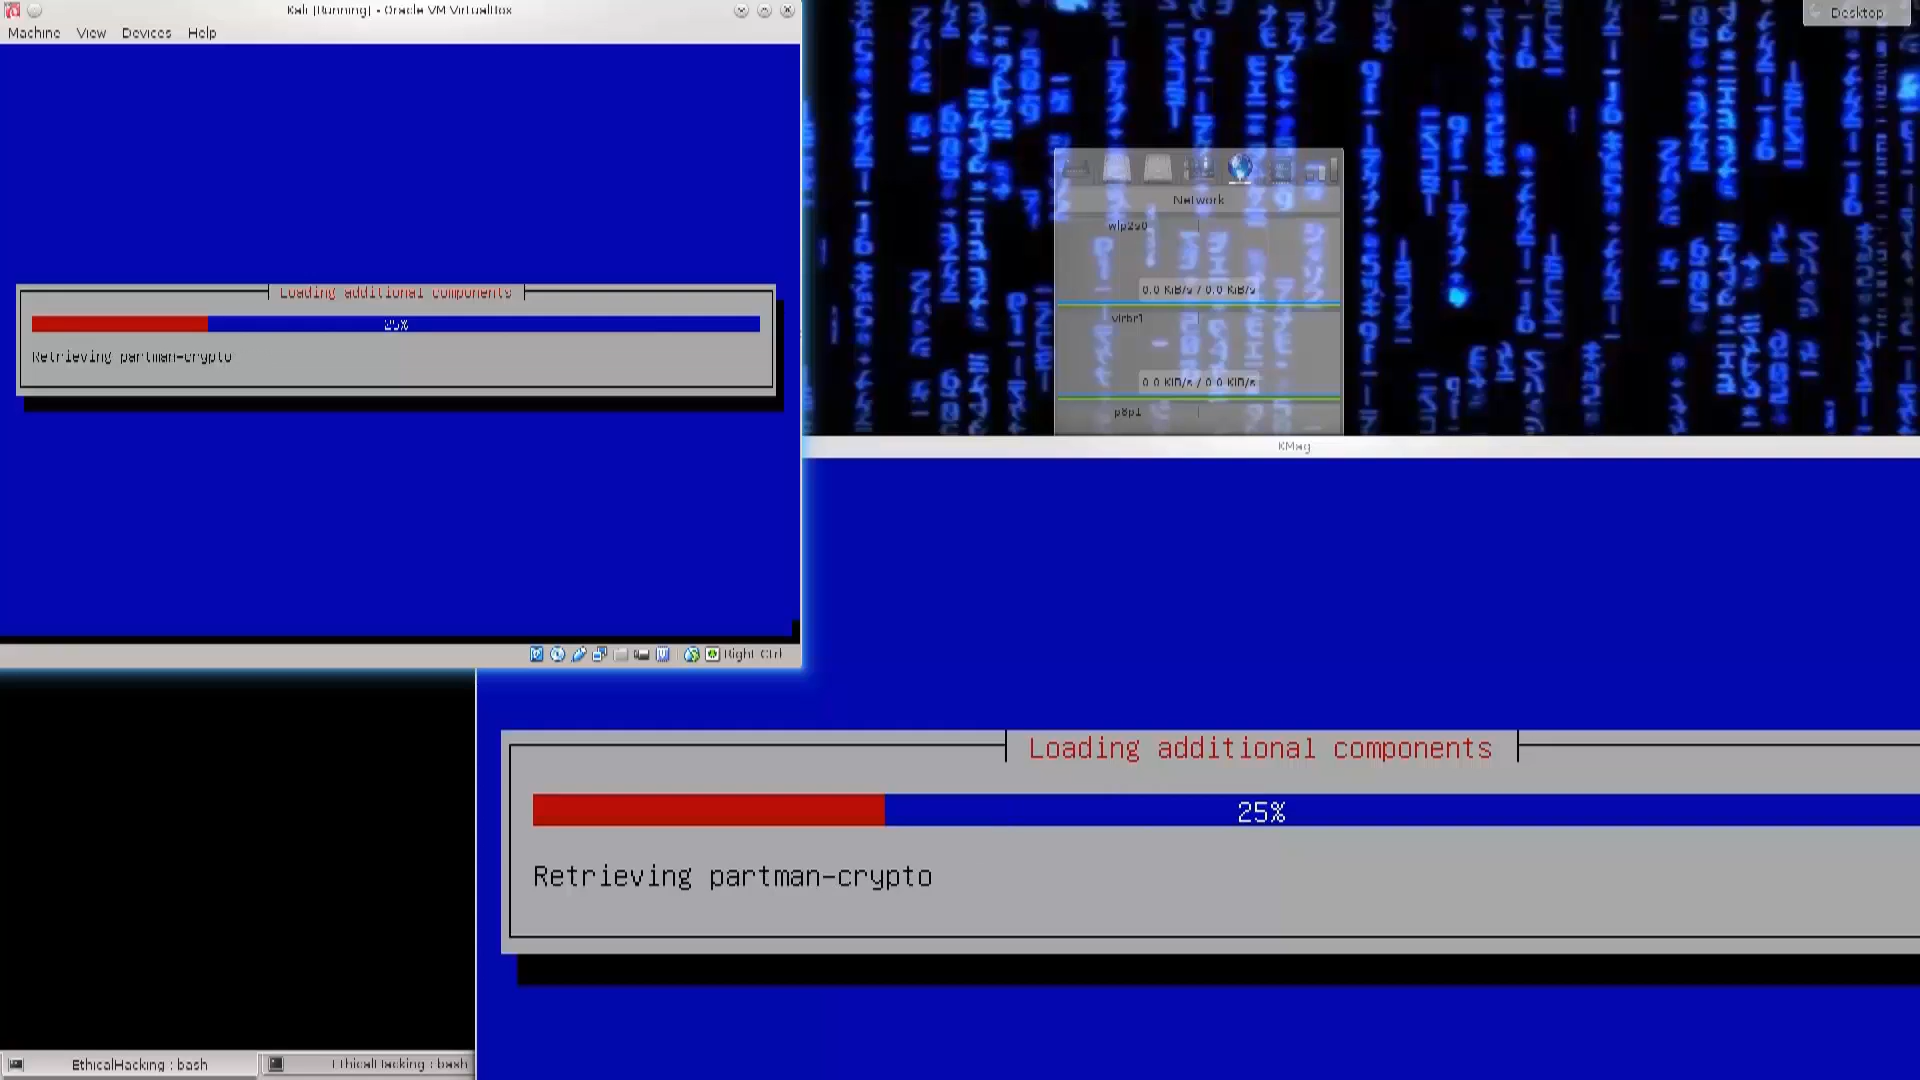 Kali [Running] - Oracle VM VirtualBox
Machine View Devices Help
Loading additional components
25%
Retrieving partman-crypto
Right Ctrl
Desktop
Network
wlp2s0
0.0 KiB/s / 0.0 KiB/s
virbr1
0.0 KiB/s / 0.0 KiB/s
p8p1
KMag
Loading additional components
25%
Retrieving partman-crypto
EthicalHacking : bash
EthicalHacking : bash